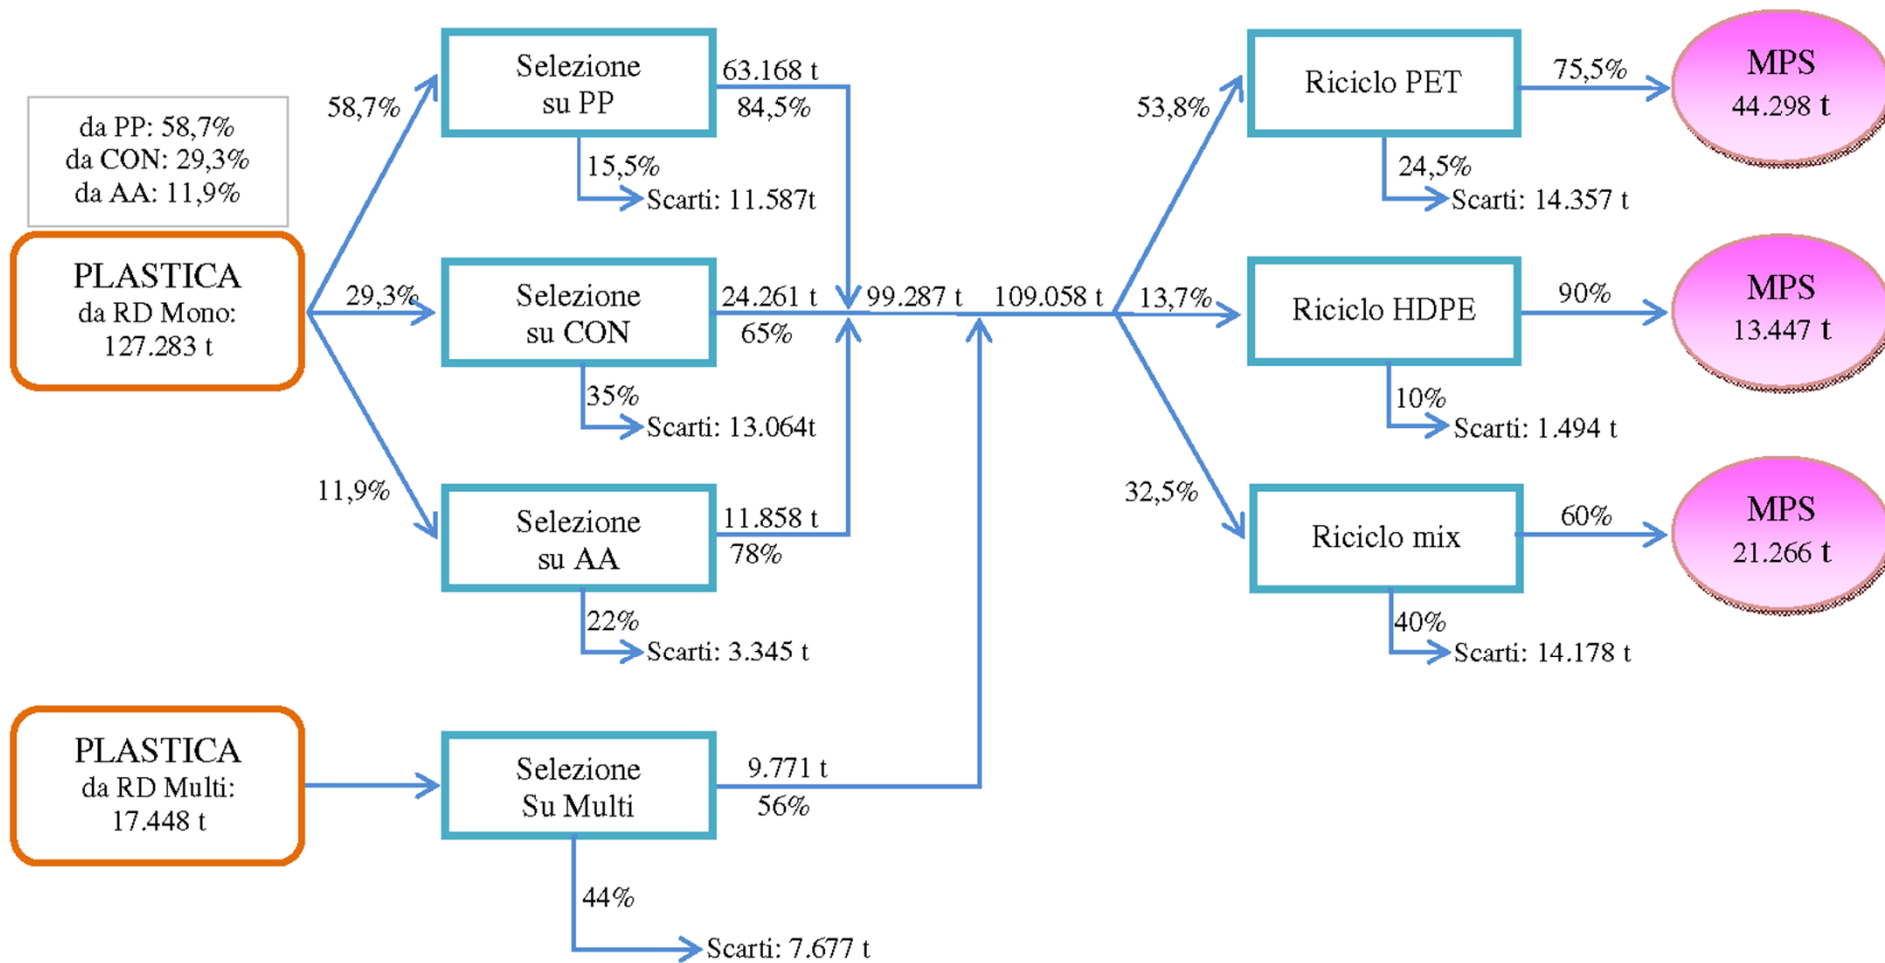 da PP: 58,7%
da CON: 29,3%
da AA: 11,9%
PLASTICA
da RD Mono:
127.283 t
58,7%
29,3%
11,9%
Selezione
su PP
63.168 t
84,5%
15,5%
Scarti: 11.587t
Selezione
su CON
24.261 t
65%
35%
Scarti: 13.064t
Selezione
su AA
11.858 t
78%
22%
Scarti: 3.345 t
PLASTICA
da RD Multi:
17.448 t
Selezione
Su Multi
9.771 t
56%
44%
Scarti: 7.677 t
99.287 t
109.058 t
53,8%
13,7%
32,5%
Riciclo PET
75,5%
24,5%
Scarti: 14.357 t
MPS
44.298 t
Riciclo HDPE
90%
10%
Scarti: 1.494 t
MPS
13.447 t
Riciclo mix
60%
40%
Scarti: 14.178 t
MPS
21.266 t